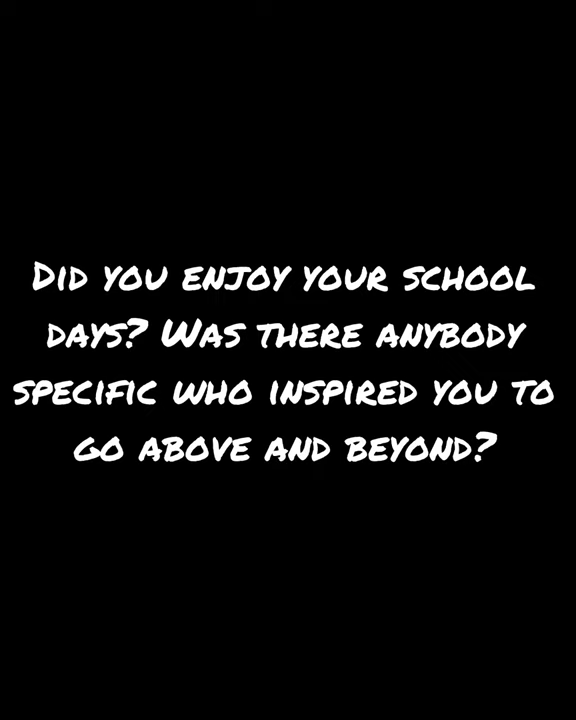 DID YOU ENJOY YOUR SCHOOL
DAYS? WAS THERE ANYBODY
SPECIFIC WHO INSPIRED YOU TO
GO ABOVE AND BEYOND?